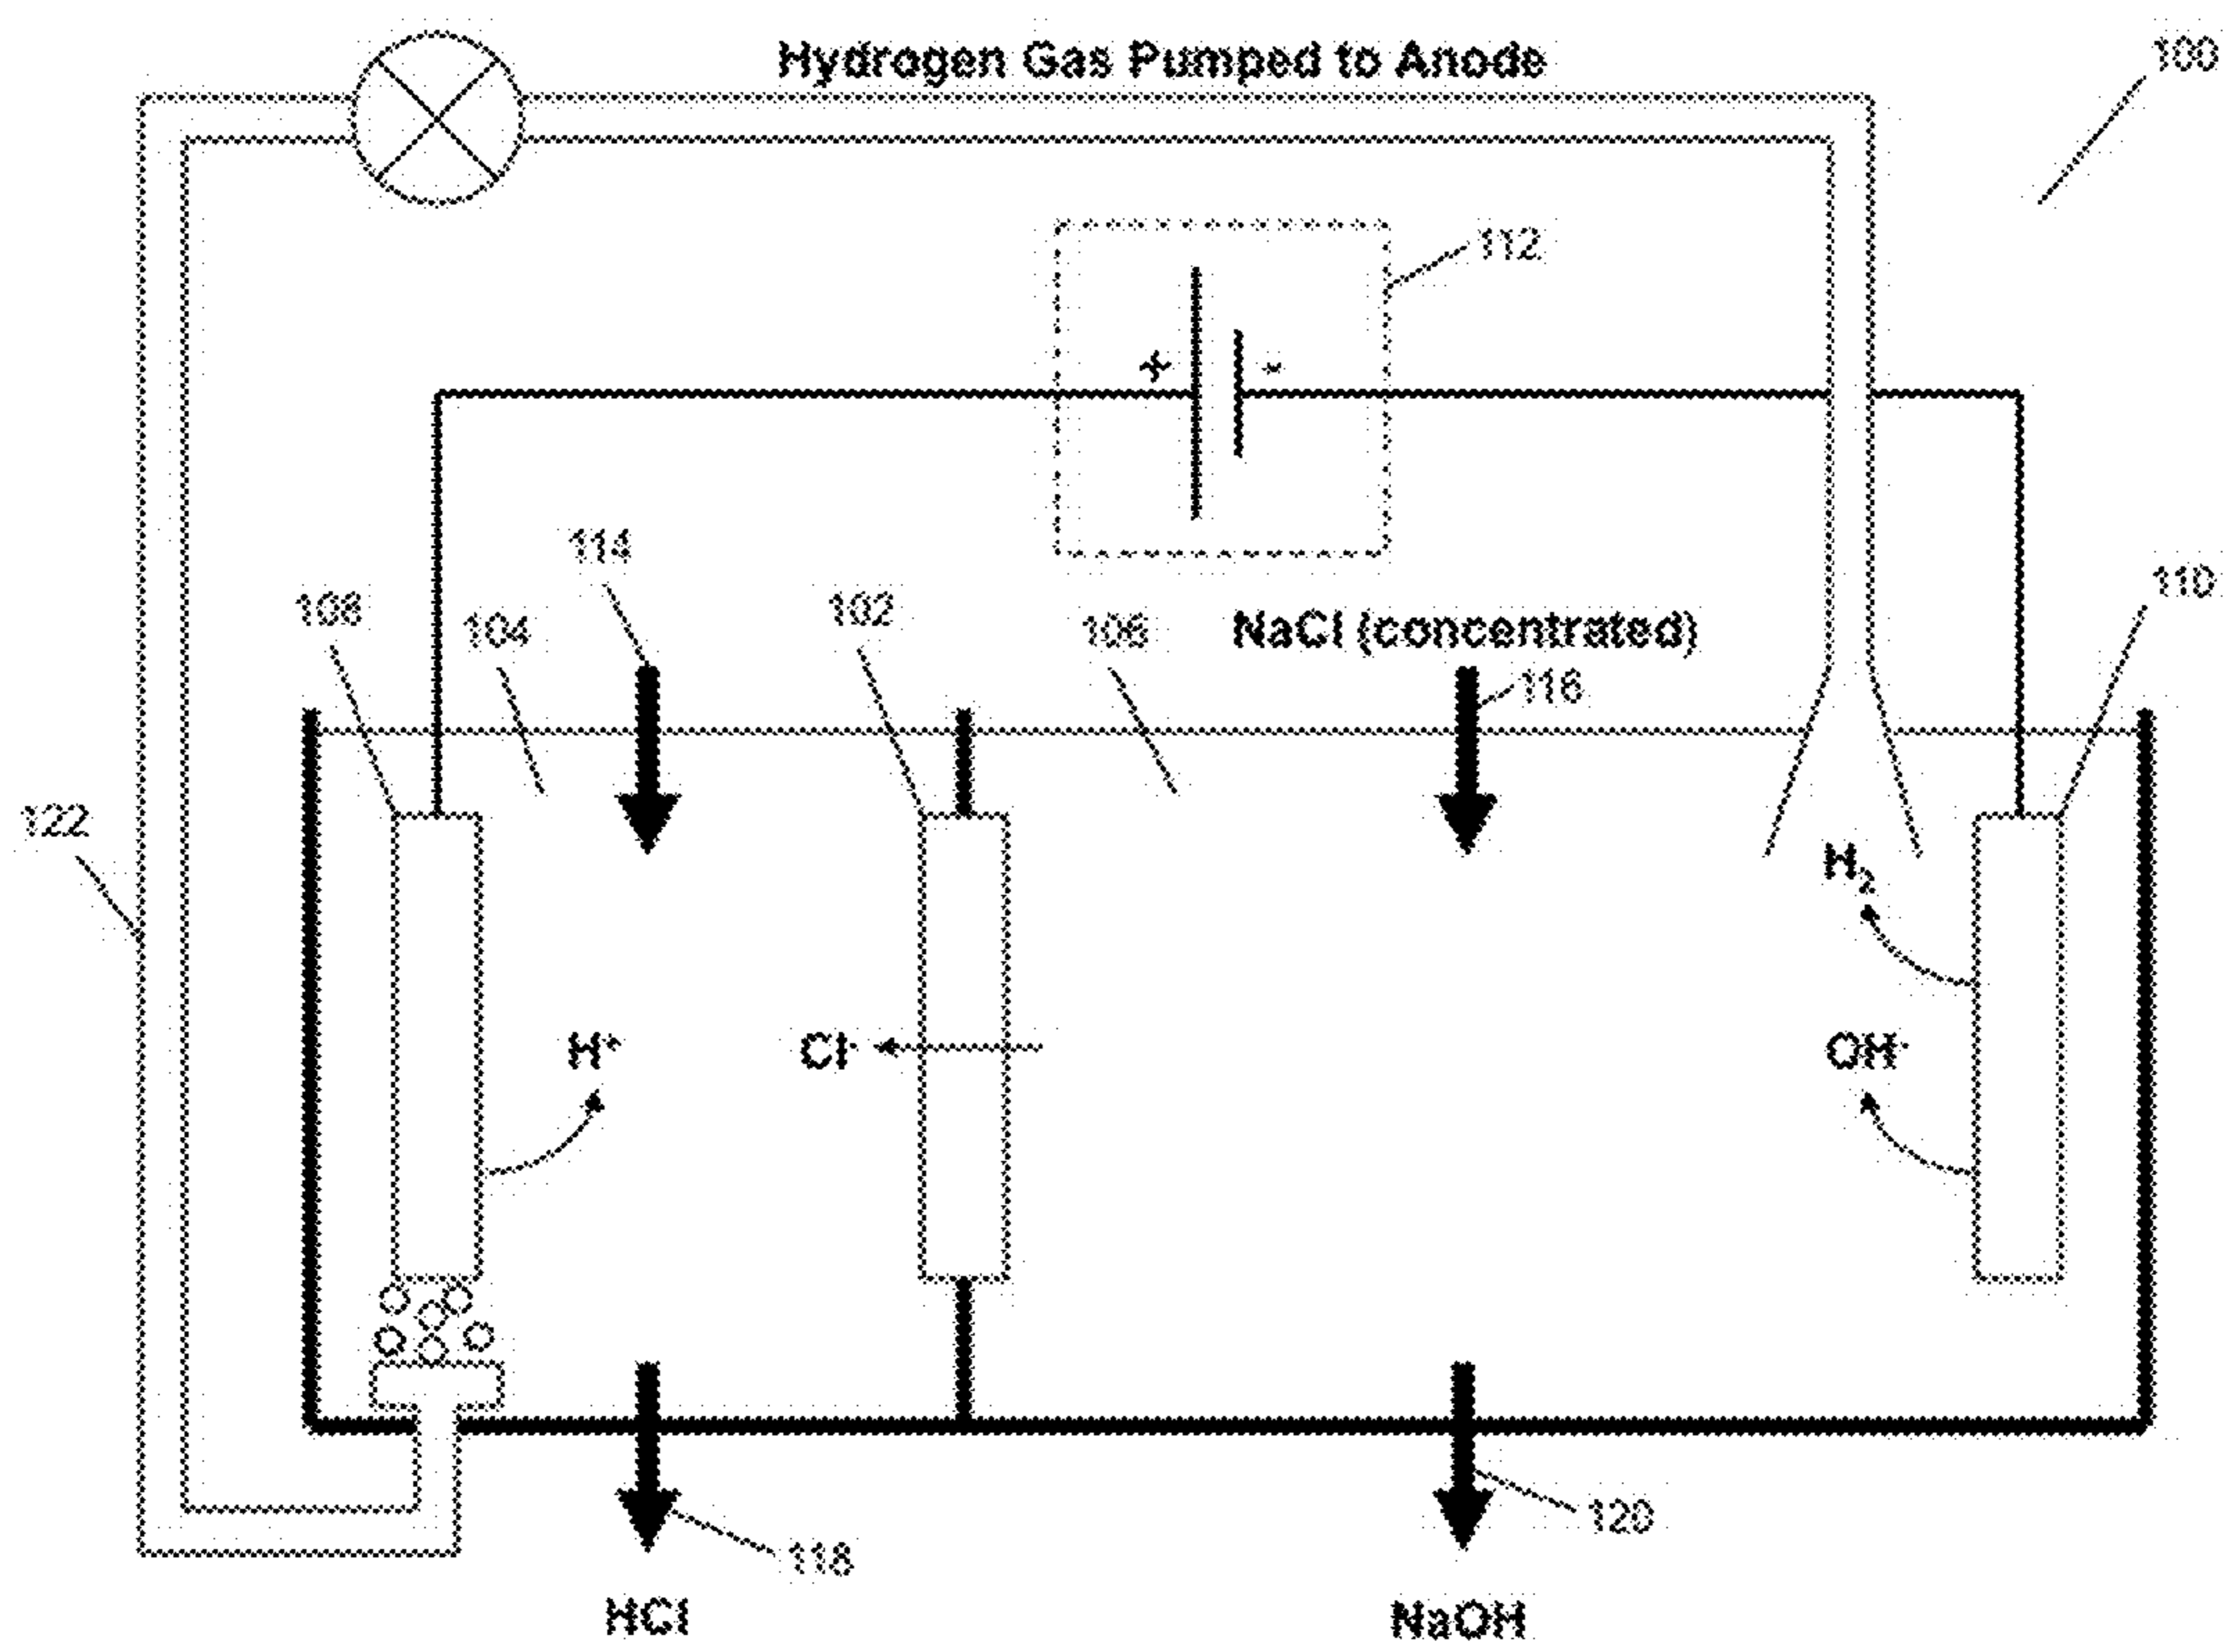 Hydrogen Gas Pumped to Anode
100
112
+ -
114
110
108
104
102
106
NaCl (concentrated)
116
122
H₂
H⁺
Cl⁻
OH⁻
118
120
HCl
NaOH